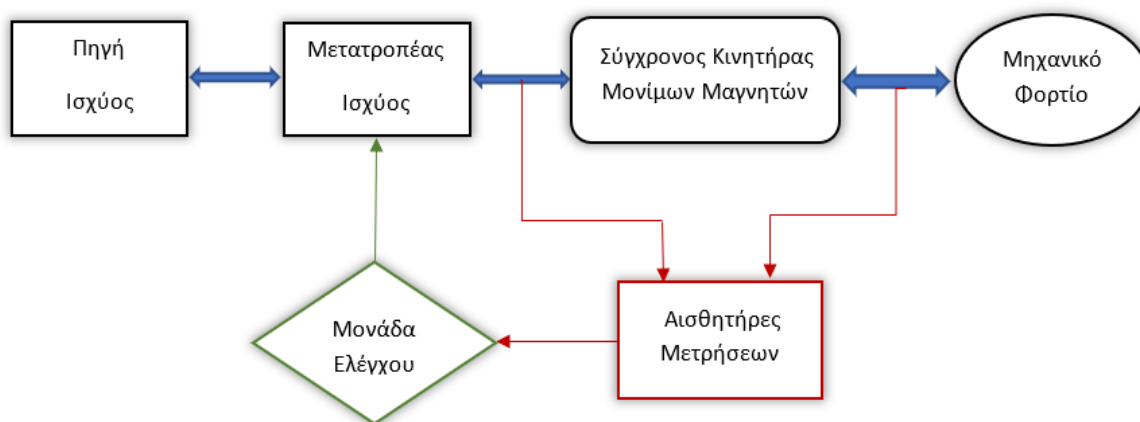 Πηγή
Ισχύος
Μετατροπέας
Ισχύος
Σύγχρονος Κινητήρας
Μονίμων Μαγνητών
Μηχανικό
Φορτίο
Μονάδα
Ελέγχου
Αισθητήρες
Μετρήσεων